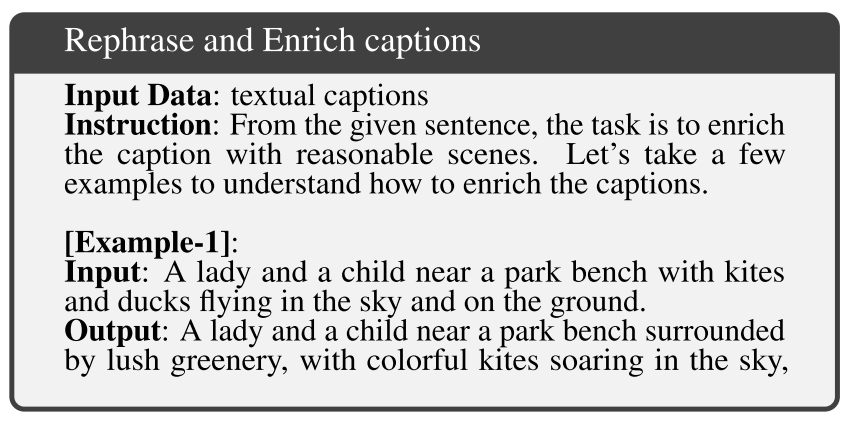 Rephrase and Enrich captions
Input Data: textual captions
Instruction: From the given sentence, the task is to enrich
the caption with reasonable scenes. Let's take a few
examples to understand how to enrich the captions.
[Example-1]:
Input: A lady and a child near a park bench with kites
and ducks flying in the sky and on the ground.
Output: A lady and a child near a park bench surrounded
by lush greenery, with colorful kites soaring in the sky,